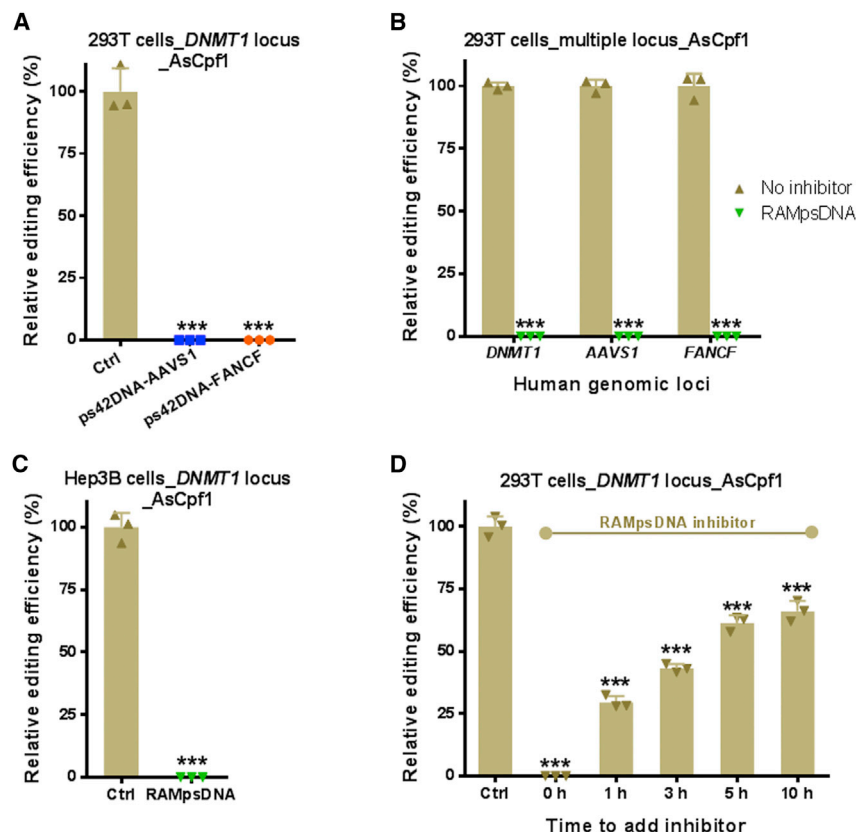 A
293T cells_DNMT1 locus
_AsCpf1
Relative editing efficiency (%)
100
75
50
25
0
***
***
Ctrl
ps42DNA-AAVS1
ps42DNA-FANCF
B
293T cells_multiple locus_AsCpf1
Relative editing efficiency (%)
100
75
50
25
0
***
***
***
DNMT1
AAVS1
FANCF
Human genomic loci
No inhibitor
RAMpsDNA
C
Hep3B cells_DNMT1 locus
_AsCpf1
Relative editing efficiency (%)
100
75
50
25
0
***
Ctrl
RAMpsDNA
D
293T cells_DNMT1 locus_AsCpf1
Relative editing efficiency (%)
100
75
50
25
0
RAMpsDNA inhibitor
***
***
***
***
***
Ctrl
0 h
1 h
3 h
5 h
10 h
Time to add inhibitor